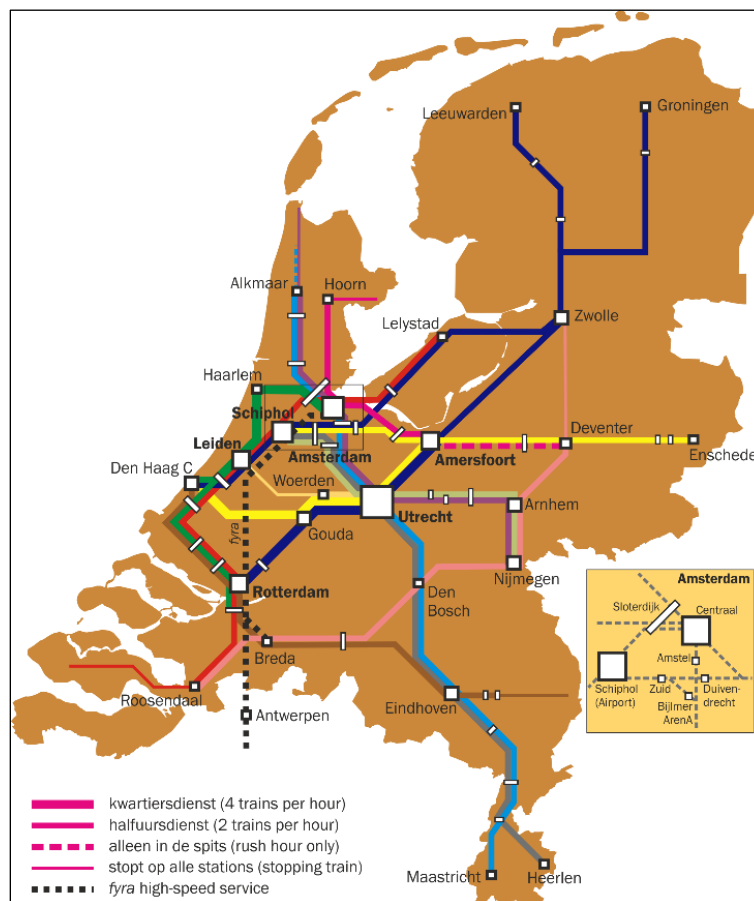 Leeuwarden
Groningen
Alkmaar
Hoorn
Lelystad
Zwolle
Haarlem
Schiphol
Leiden
Amsterdam
Deventer
Enschede
Den Haag C
Woerden
Amersfoort
Utrecht
Gouda
Arnhem
fyra
Nijmegen
Rotterdam
Den
Bosch
Breda
Roosendaal
Eindhoven
Antwerpen
Maastricht
Heerlen
Amsterdam
Sloterdijk
Centraal
Amstel
Schiphol
(Airport)
Zuid
Duiven-
drecht
Bijlmer
ArenA
kwartiersdienst (4 trains per hour)
halfuursdienst (2 trains per hour)
alleen in de spits (rush hour only)
stopt op alle stations (stopping train)
fyra high-speed service